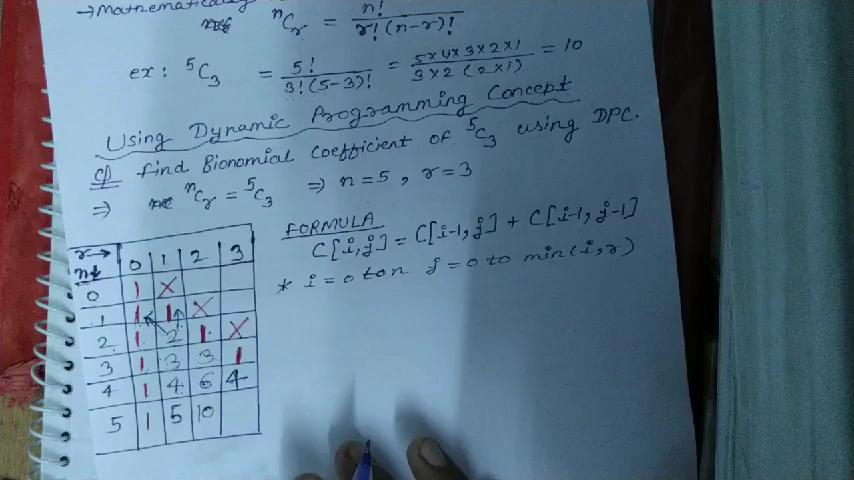 → Mathematically
ⁿCᵣ = n! / r!(n-r)!
ex: ⁵C₃ = 5! / 3!(5-3)! = 5×4×3×2×1 / 3×2(2×1) = 10
Using Dynamic Programming Concept
Q) find Bionomial coefficient of ⁵C₃ using DPC.
⇒ ⁿCᵣ = ⁵C₃ ⇒ n=5, r=3
FORMULA
C[i,j] = C[i-1,j] + C[i-1,j-1]
* i=0 to n j=0 to min(i,r)
r→ 0 1 2 3
n↓
0 1 X
1 1 1 X
2 1 2 1 X
3 1 3 3 1
4 1 4 6 4
5 1 5 10